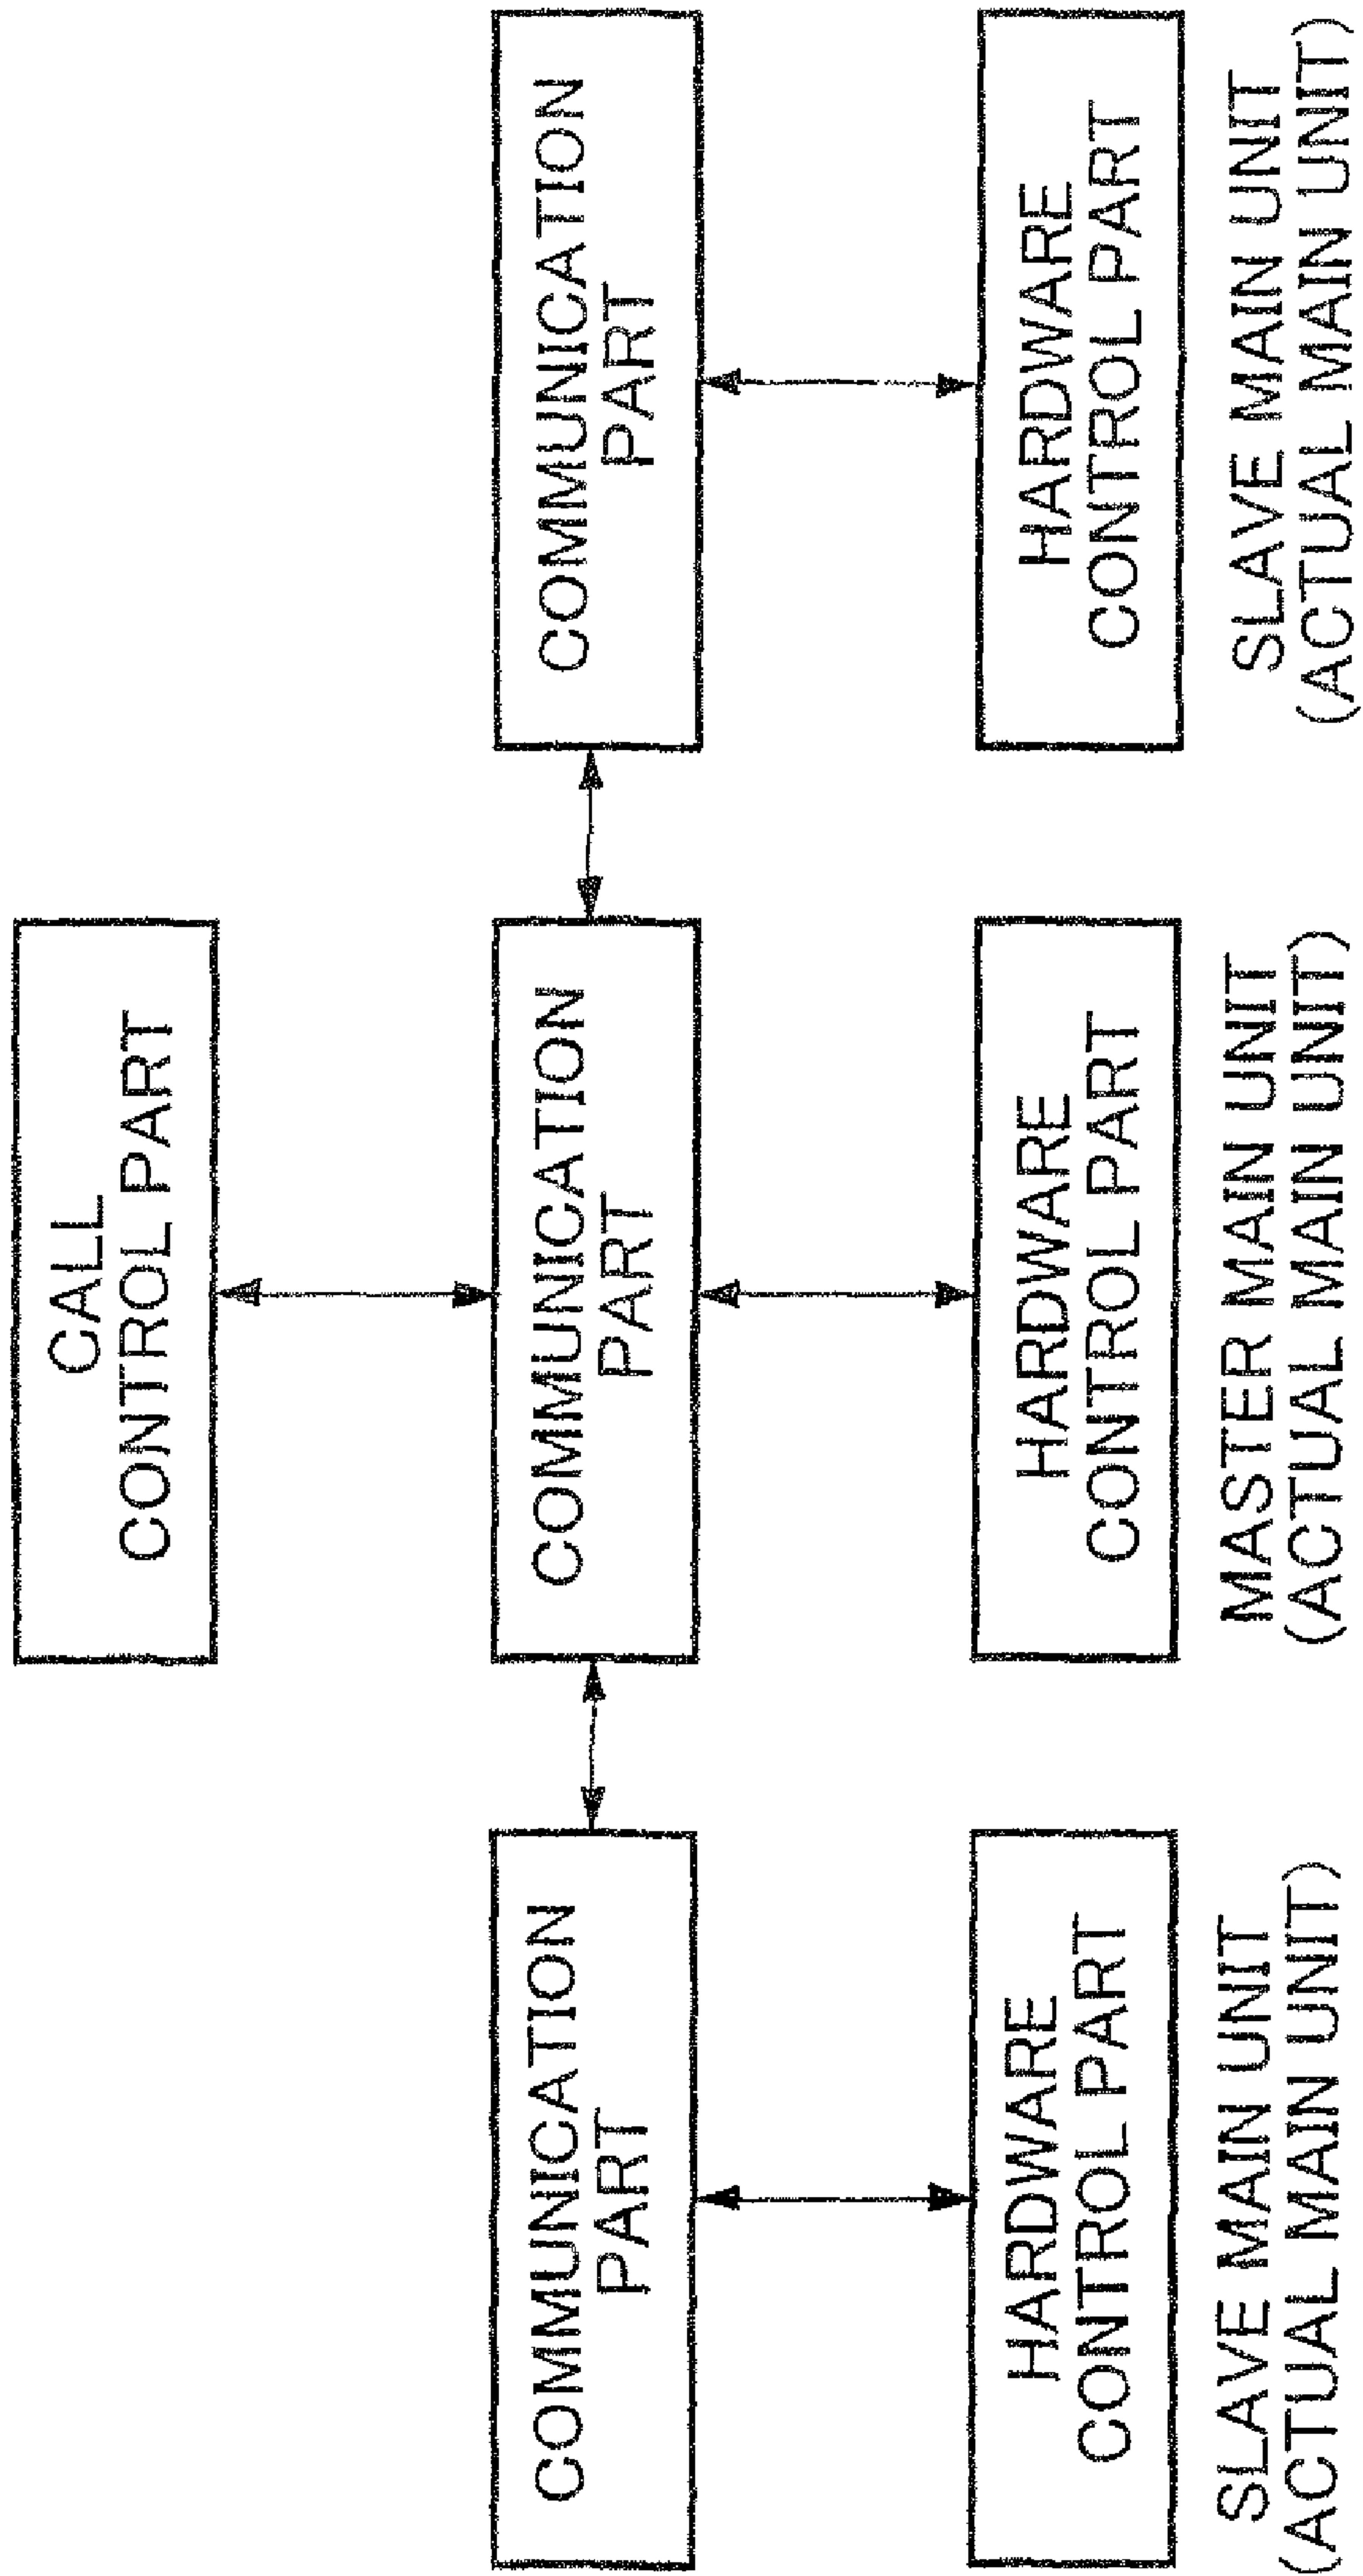 CALL
CONTROL PART
COMMUNICATION
PART
COMMUNICATION
PART
COMMUNICATION
PART
HARDWARE
CONTROL PART
HARDWARE
CONTROL PART
HARDWARE
CONTROL PART
SLAVE MAIN UNIT
(ACTUAL MAIN UNIT)
MASTER MAIN UNIT
(ACTUAL MAIN UNIT)
SLAVE MAIN UNIT
(ACTUAL MAIN UNIT)